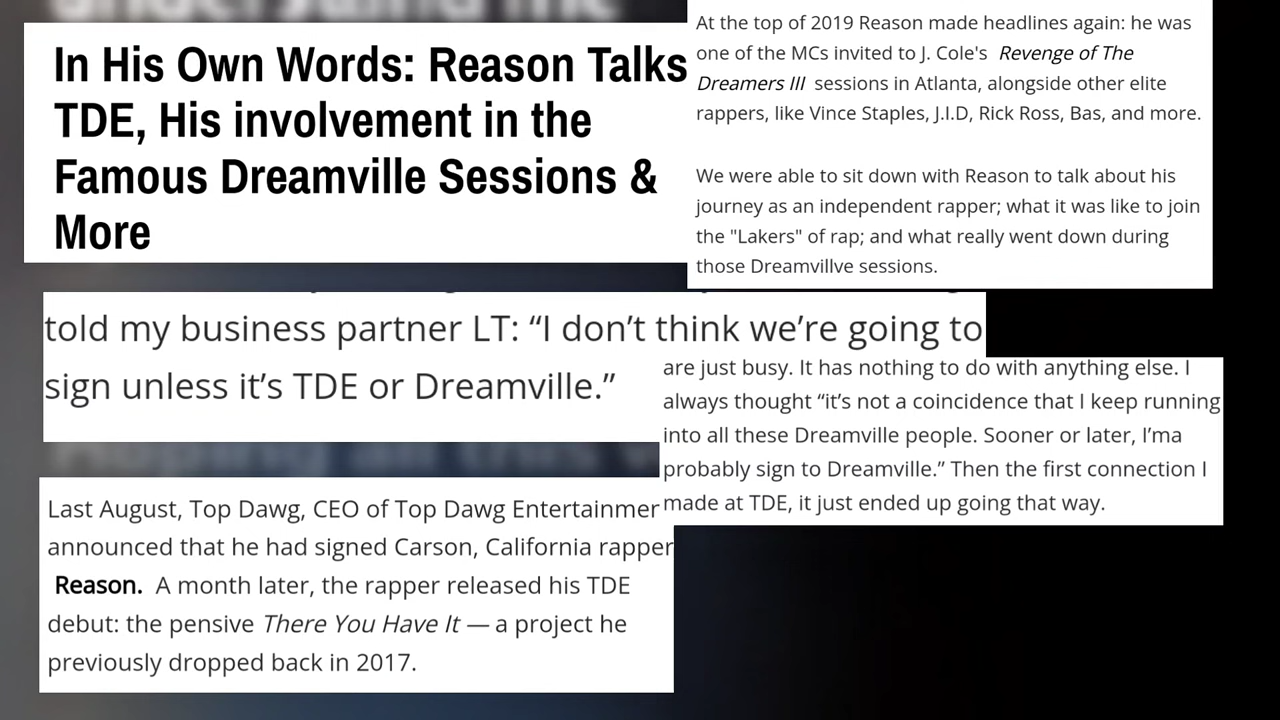 In His Own Words: Reason Talks
TDE, His involvement in the
Famous Dreamville Sessions &
More
At the top of 2019 Reason made headlines again: he was
one of the MCs invited to J. Cole's Revenge of The
Dreamers III sessions in Atlanta, alongside other elite
rappers, like Vince Staples, J.I.D, Rick Ross, Bas, and more.
We were able to sit down with Reason to talk about his
journey as an independent rapper; what it was like to join
the "Lakers" of rap; and what really went down during
those Dreamvillve sessions.
told my business partner LT: “I don’t think we’re going to
sign unless it’s TDE or Dreamville.”
are just busy. It has nothing to do with anything else. I
always thought “it’s not a coincidence that I keep running
into all these Dreamville people. Sooner or later, I’ma
probably sign to Dreamville.” Then the first connection I
made at TDE, it just ended up going that way.
Last August, Top Dawg, CEO of Top Dawg Entertainmer
announced that he had signed Carson, California rapper
Reason. A month later, the rapper released his TDE
debut: the pensive There You Have It — a project he
previously dropped back in 2017.